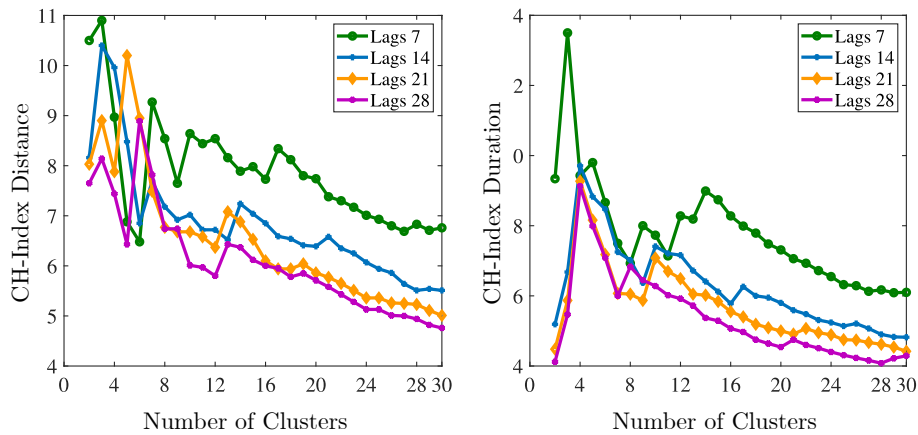 11
10
9
8
7
6
5
4
0
4
8
12
16
20
24
28
30
CH-Index Distance
Number of Clusters
Lags 7
Lags 14
Lags 21
Lags 28
4
2
0
8
6
4
0
4
8
12
16
20
24
28
30
CH-Index Duration
Number of Clusters
Lags 7
Lags 14
Lags 21
Lags 28